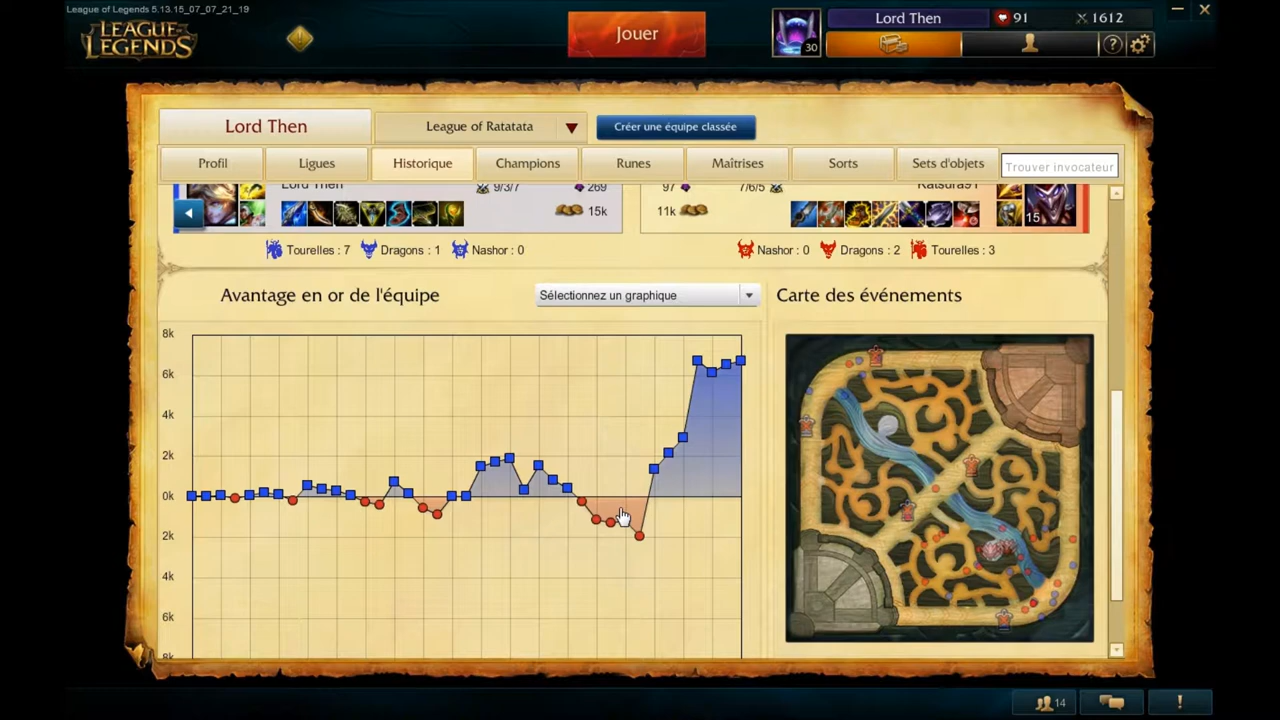 League of Legends 5.13.15_07_07_21_19
LEAGUE OF LEGENDS
Jouer
30
Lord Then
91
1612
?
Lord Then
League of Ratatata
Créer une équipe classée
Profil
Ligues
Historique
Champions
Runes
Maîtrises
Sorts
Sets d'objets
Trouver invocateur
Lord Then
9/3/7
269
97
7/6/5
Katsura91
15k
11k
15
Tourelles : 7
Dragons : 1
Nashor : 0
Nashor : 0
Dragons : 2
Tourelles : 3
Avantage en or de l'équipe
Sélectionnez un graphique
Carte des événements
8k
6k
4k
2k
0k
2k
4k
6k
8k
14
!